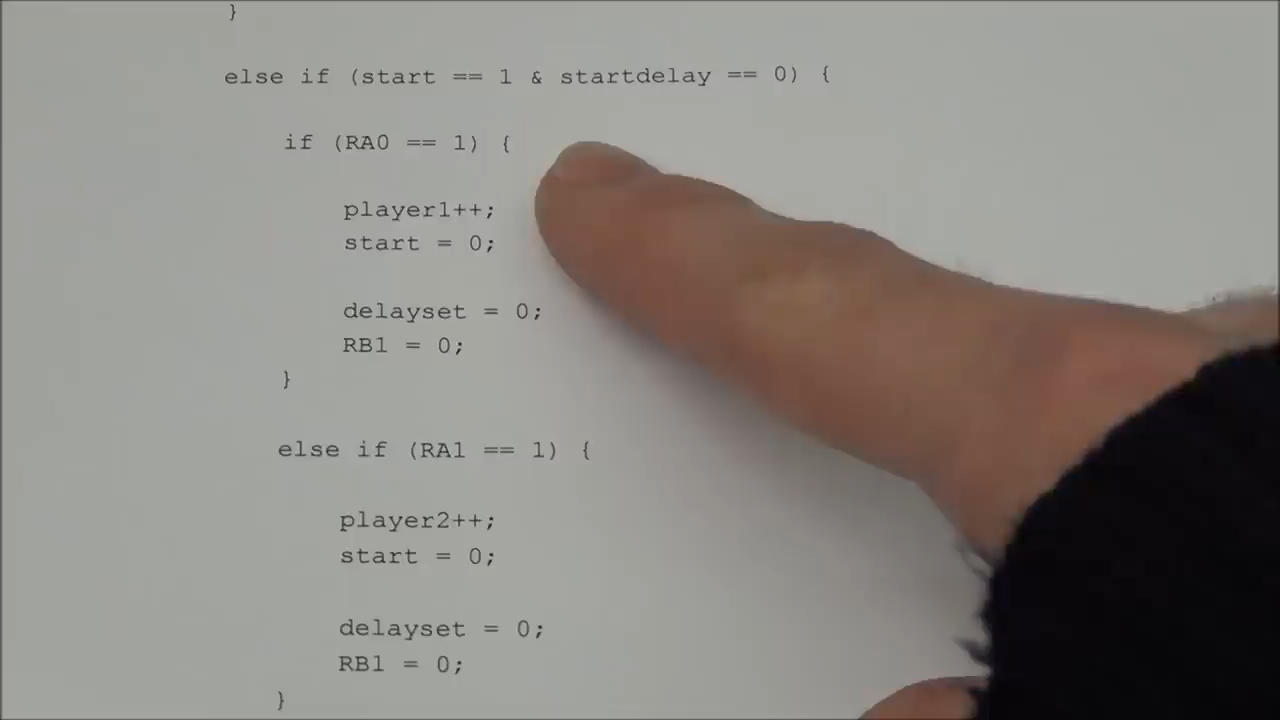 }
else if (start == 1 & startdelay == 0) {
if (RA0 == 1) {
player1++;
start = 0;
delayset = 0;
RB1 = 0;
}
else if (RA1 == 1) {
player2++;
start = 0;
delayset = 0;
RB1 = 0;
}